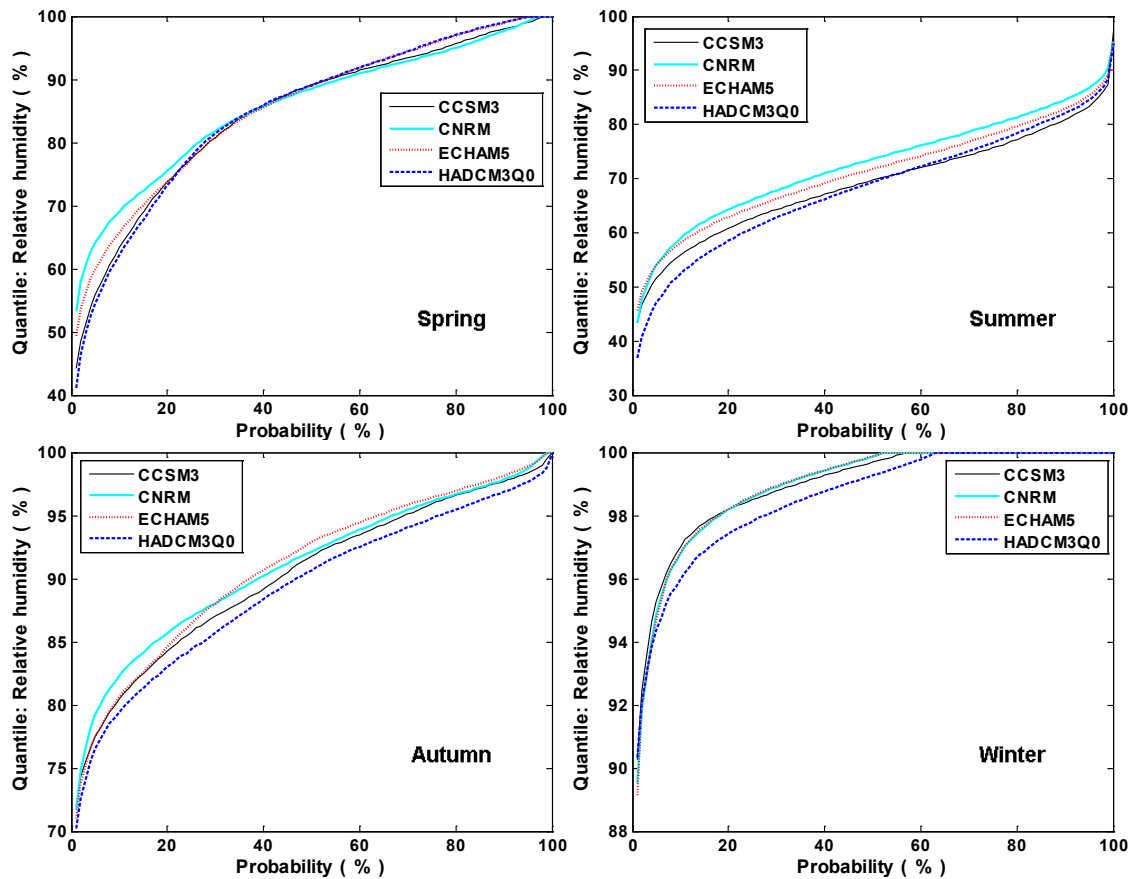 Quantile: Relative humidity ( % )
100
90
80
70
60
50
40
0
20
40
60
80
100
Probability ( % )
CCSM3
CNRM
ECHAM5
HADCM3Q0
Spring
Quantile: Relative humidity ( % )
100
90
80
70
60
50
40
30
0
20
40
60
80
100
Probability ( % )
CCSM3
CNRM
ECHAM5
HADCM3Q0
Summer
Quantile: Relative humidity ( % )
100
95
90
85
80
75
70
0
20
40
60
80
100
Probability ( % )
CCSM3
CNRM
ECHAM5
HADCM3Q0
Autumn
Quantile: Relative humidity ( % )
100
98
96
94
92
90
88
0
20
40
60
80
100
Probability ( % )
CCSM3
CNRM
ECHAM5
HADCM3Q0
Winter